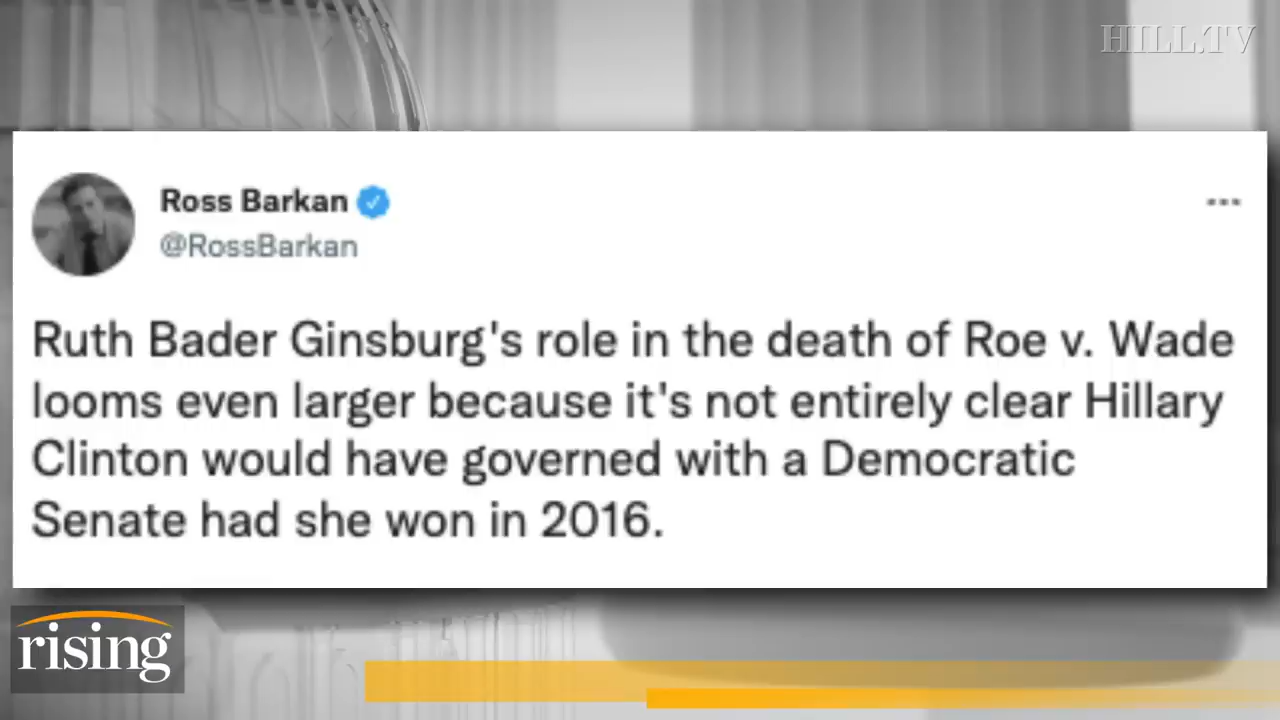 HILL.TV
Ross Barkan
@RossBarkan
Ruth Bader Ginsburg's role in the death of Roe v. Wade
looms even larger because it's not entirely clear Hillary
Clinton would have governed with a Democratic
Senate had she won in 2016.
rising